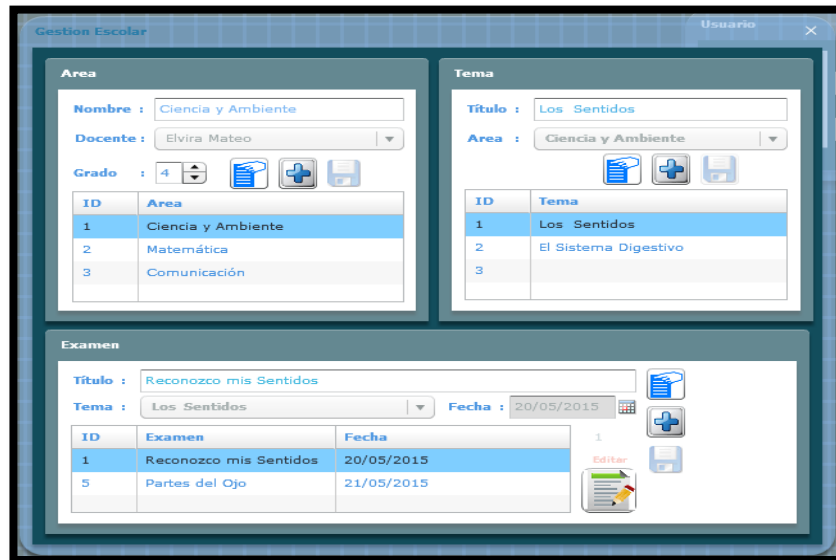 Usuario
Gestion Escolar
Area
Nombre : Ciencia y Ambiente
Docente : Elvira Mateo
Grado : 4
ID Area
1 Ciencia y Ambiente
2 Matemática
3 Comunicación
Tema
Título : Los Sentidos
Area : Ciencia y Ambiente
ID Tema
1 Los Sentidos
2 El Sistema Digestivo
3
Examen
Título : Reconozco mis Sentidos
Tema : Los Sentidos Fecha : 20/05/2015
ID Examen Fecha
1 Reconozco mis Sentidos 20/05/2015
5 Partes del Ojo 21/05/2015
1
Editar